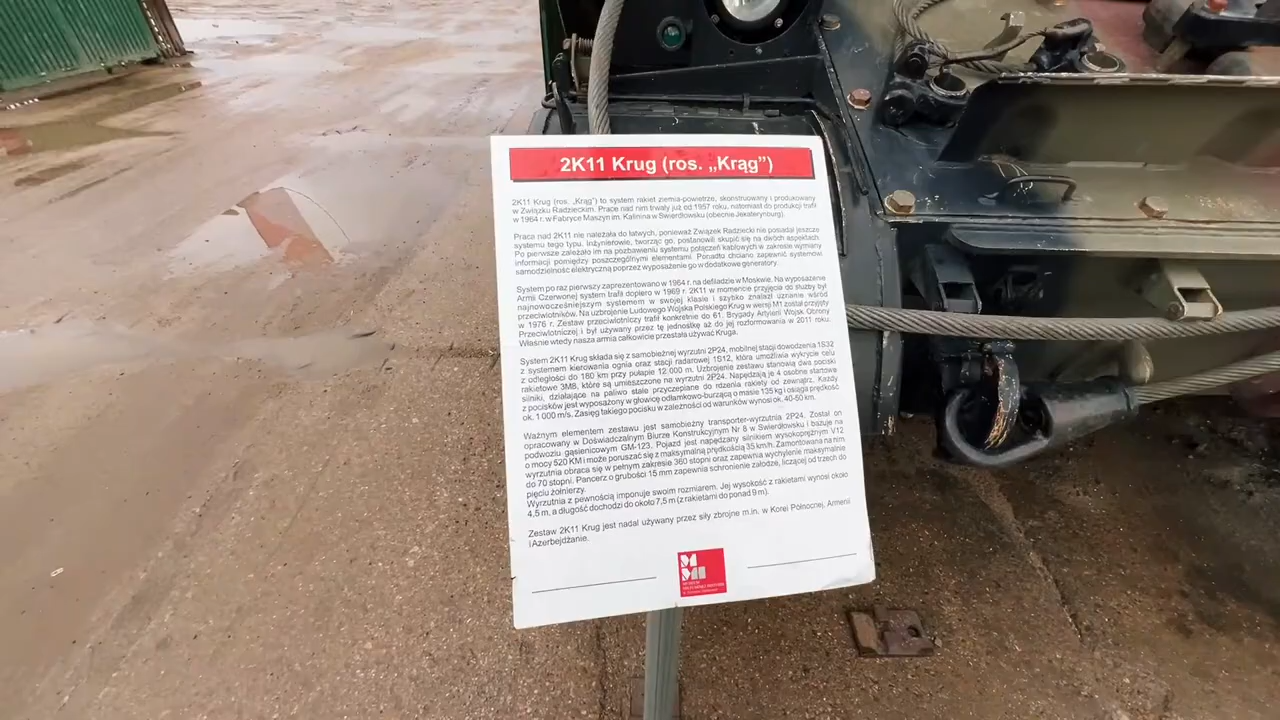 2K11 Krug (ros. „Krąg")
2K11 Krug (ros. „Krąg") to system rakiet ziemia-powietrze, skonstruowany i produkowany
w Związku Radzieckim. Prace nad nim trwały już od 1957 roku, natomiast do produkcji trafił
w 1964 r. w Fabryce Maszyn im. Kalinina w Swierdłowsku (obecnie Jekaterynburg).
Praca nad 2K11 nie należała do łatwych, ponieważ Związek Radziecki nie posiadał jeszcze
systemu tego typu. Inżynierowie, tworząc go, postanowili skupić się na dwóch aspektach.
Po pierwsze zależało im na pozbawieniu systemu połączeń kablowych w zakresie wymiany
informacji pomiędzy poszczególnymi elementami. Ponadto chciano zapewnić systemowi
samodzielność elektryczną poprzez wyposażenie go w dodatkowe generatory.
System po raz pierwszy zaprezentowano w 1964 r. na defiladzie w Moskwie. Na wyposażenie
Armii Czerwonej system trafił dopiero w 1969 r. 2K11 w momencie przyjęcia do służby był
najnowocześniejszym systemem w swojej klasie i szybko znalazł uznanie wśród
przeciwlotników. Na uzbrojenie Ludowego Wojska Polskiego Krug w wersji M1 został przyjęty
w 1976 r. Zestaw przeciwlotniczy trafił konkretnie do 61. Brygady Artylerii Wojsk Obrony
Przeciwlotniczej i był używany przez tę jednostkę aż do jej rozformowania w 2011 roku.
Właśnie wtedy nasza armia całkowicie przestała używać Kruga.
System 2K11 Krug składa się z samobieżnej wyrzutni 2P24, mobilnej stacji dowodzenia 1S32
z systemem kierowania ognia oraz stacji radarowej 1S12, która umożliwia wykrycie celu
z odległości do 180 km przy pułapie 12 000 m. Uzbrojenie zestawu stanowią dwa pociski
rakietowe 3M8, które są umieszczone na wyrzutni 2P24. Napędzają je 4 osobne startowe
silniki, działające na paliwo stałe przyczepiane do rdzenia rakiety od zewnątrz. Każdy
z pocisków jest wyposażony w głowicę odłamkowo-burzącą o masie 135 kg i osiąga prędkość
ok. 1 000 m/s. Zasięg takiego pocisku w zależności od warunków wynosi ok. 40-50 km.
Ważnym elementem zestawu jest samobieżny transporter-wyrzutnia 2P24. Został on
opracowany w Doświadczalnym Biurze Konstrukcyjnym Nr 8 w Swierdłowsku i bazuje na
podwoziu gąsienicowym GM-123. Pojazd jest napędzany silnikiem wysokoprężnym V12
o mocy 520 KM i może poruszać się z maksymalną prędkością 35 km/h. Zamontowana na nim
wyrzutnia obraca się w pełnym zakresie 360 stopni oraz zapewnia wychylenie maksymalnie
do 70 stopni. Pancerz o grubości 15 mm zapewnia schronienie załodze, liczącej od trzech do
pięciu żołnierzy.
Wyrzutnia z pewnością imponuje swoim rozmiarem. Jej wysokość z rakietami wynosi około
4,5 m, a długość dochodzi do około 7,5 m (z rakietami do ponad 9 m).
Zestaw 2K11 Krug jest nadal używany przez siły zbrojne m.in. w Korei Północnej, Armenii
i Azerbejdżanie.